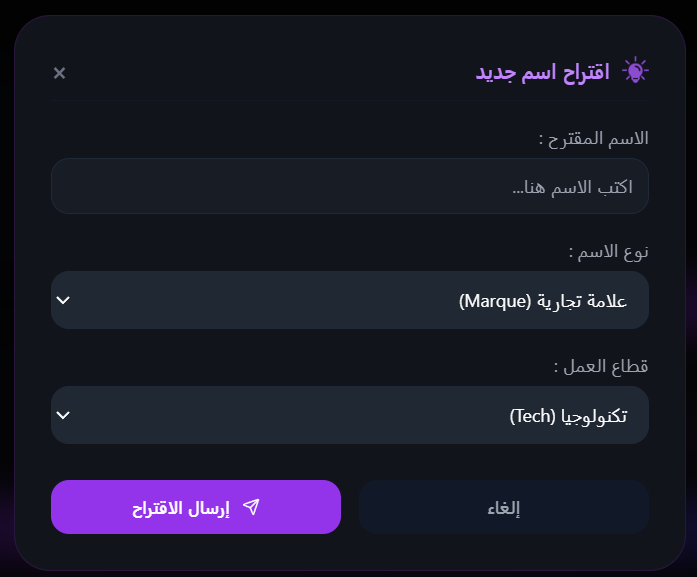 اقتراح اسم جديد
×
الاسم المقترح :
اكتب الاسم هنا...
نوع الاسم :
علامة تجارية (Marque)
قطاع العمل :
تكنولوجيا (Tech)
إلغاء
إرسال الاقتراح